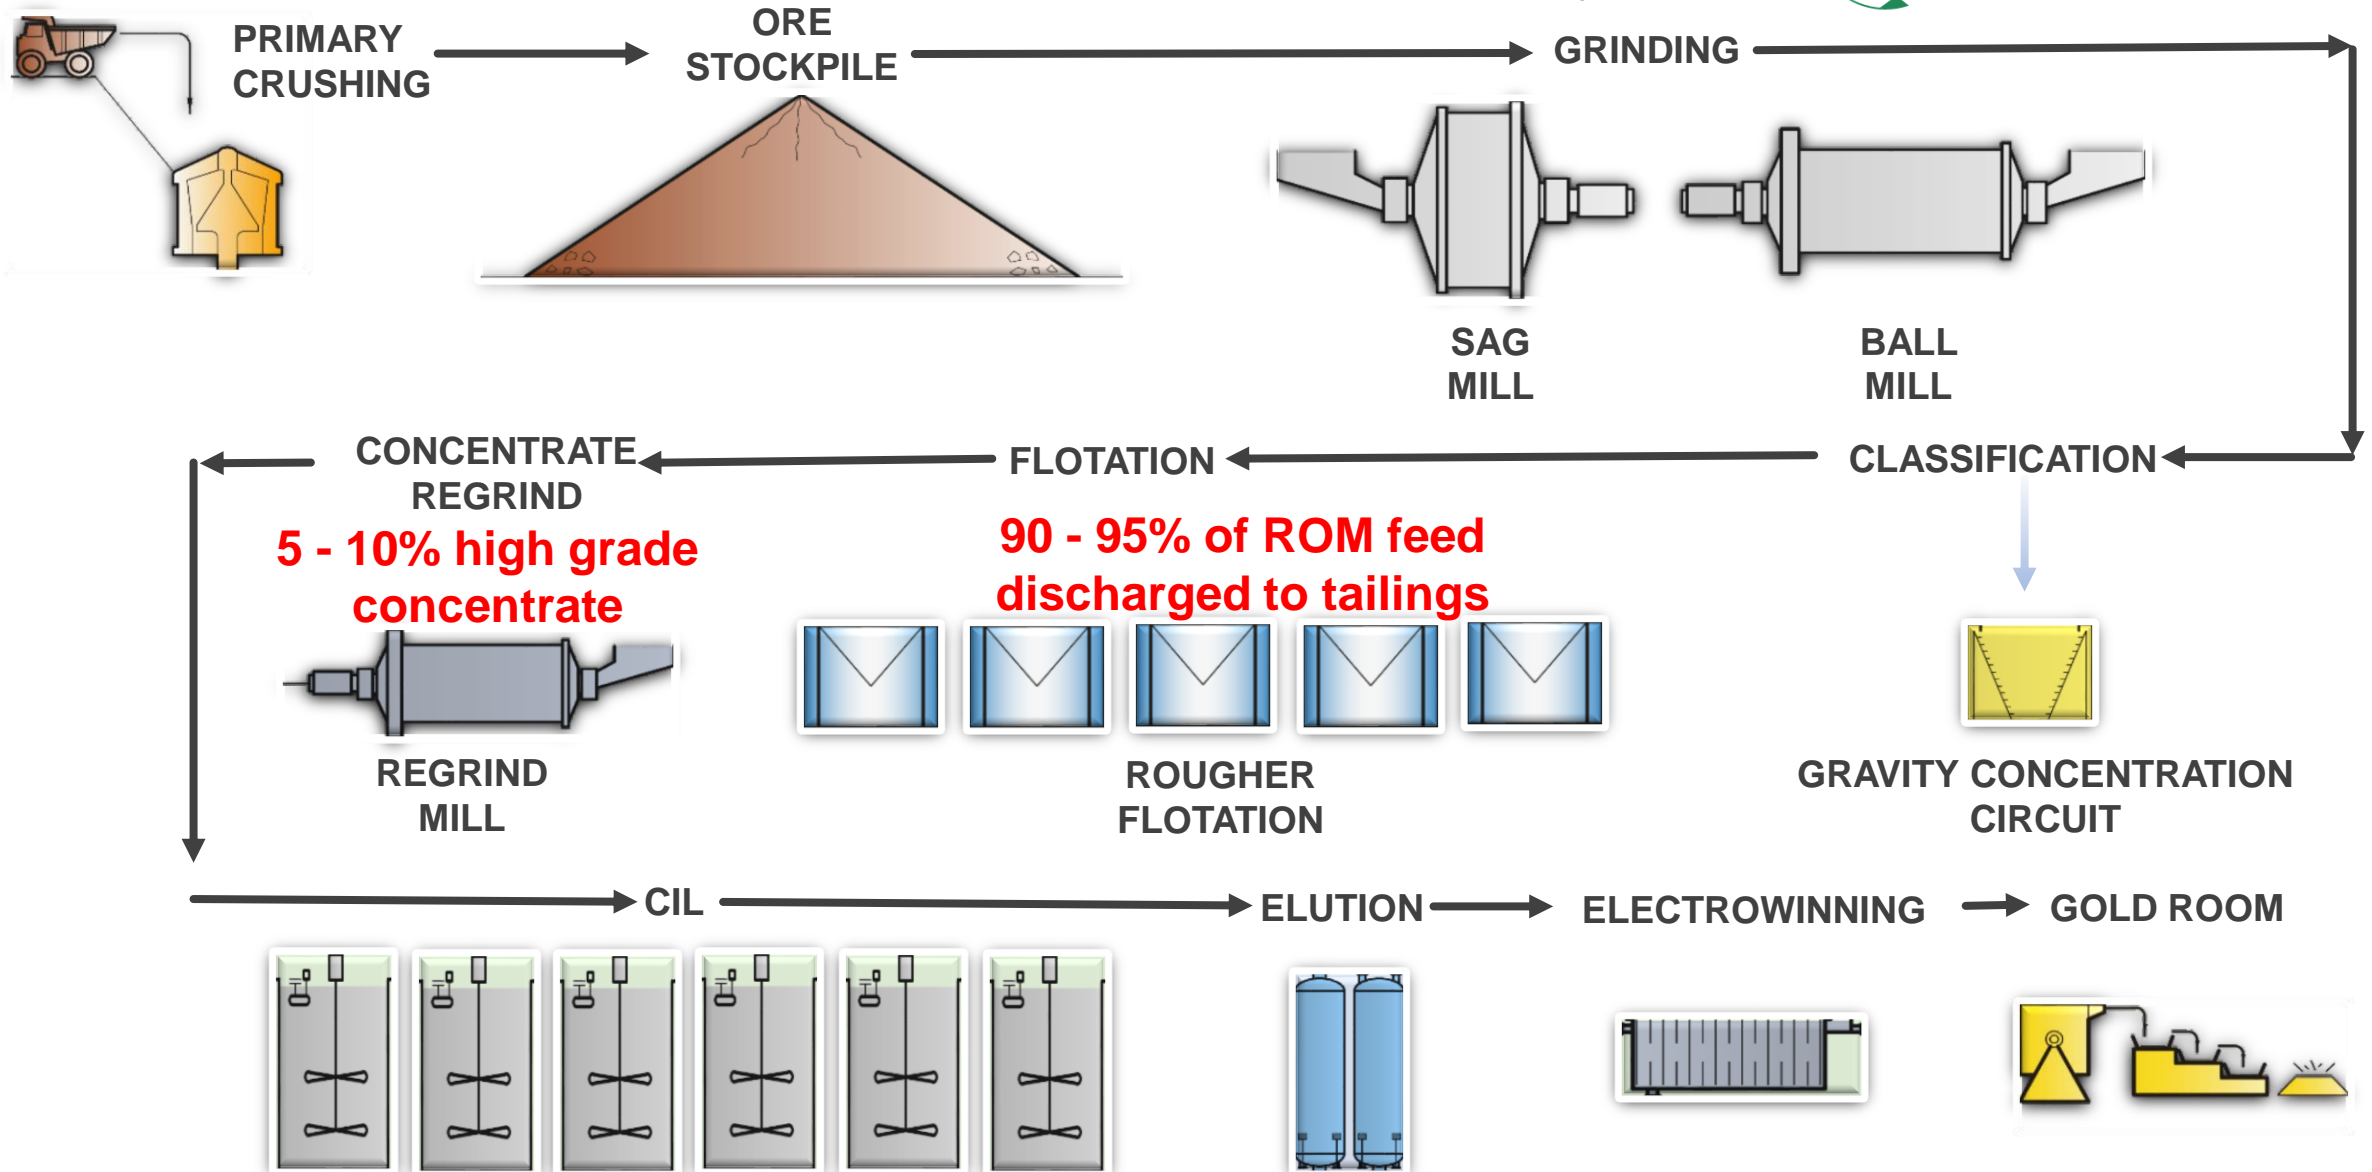 PRIMARY
CRUSHING
ORE
STOCKPILE
GRINDING
SAG
MILL
BALL
MILL
CONCENTRATE
REGRIND
5 - 10% high grade
concentrate
FLOTATION
90 - 95% of ROM feed
discharged to tailings
CLASSIFICATION
REGRIND
MILL
ROUGHER
FLOTATION
GRAVITY CONCENTRATION
CIRCUIT
CIL
ELUTION
ELECTROWINNING
GOLD ROOM